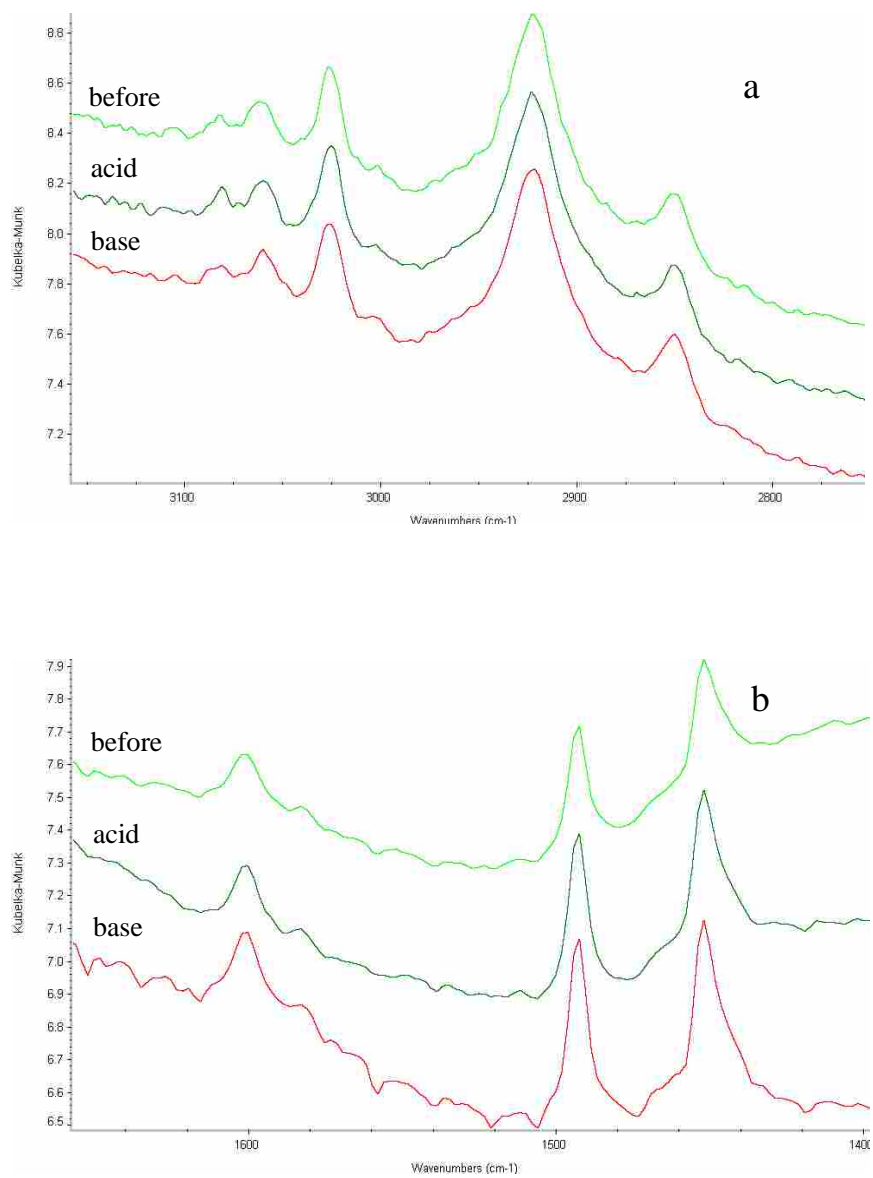 8.8
8.6
8.4
8.2
8.0
7.8
7.6
7.4
7.2
Kubelka-Munk
before
acid
base
a
3100 3000 2900 2800
Wavenumbers (cm-1)
7.9
7.8
7.7
7.6
7.5
7.4
7.3
7.2
7.1
7.0
6.9
6.8
6.7
6.6
6.5
Kubelka-Munk
before
acid
base
b
1600 1500 1400
Wavenumbers (cm-1)